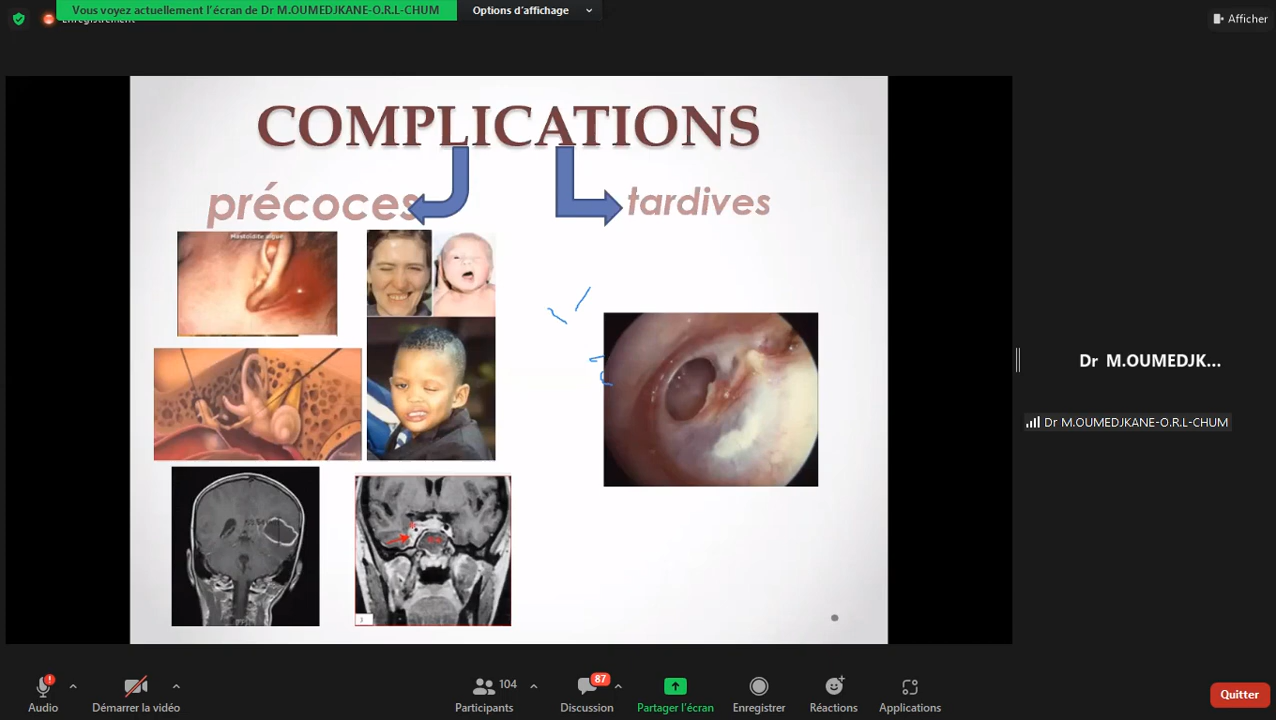 Vous voyez actuellement l'écran de Dr M.OUMEDJKANE-O.R.L-CHUM
Options d'affichage
Enregistrement
Afficher
COMPLICATIONS
précoces
tardives
Mastoïdite aiguë
Dr M.OUMEDJK...
Dr M.OUMEDJKANE-O.R.L-CHUM
Audio
Démarrer la vidéo
104
Participants
87
Discussion
Partager l'écran
Enregistrer
Réactions
Applications
Quitter